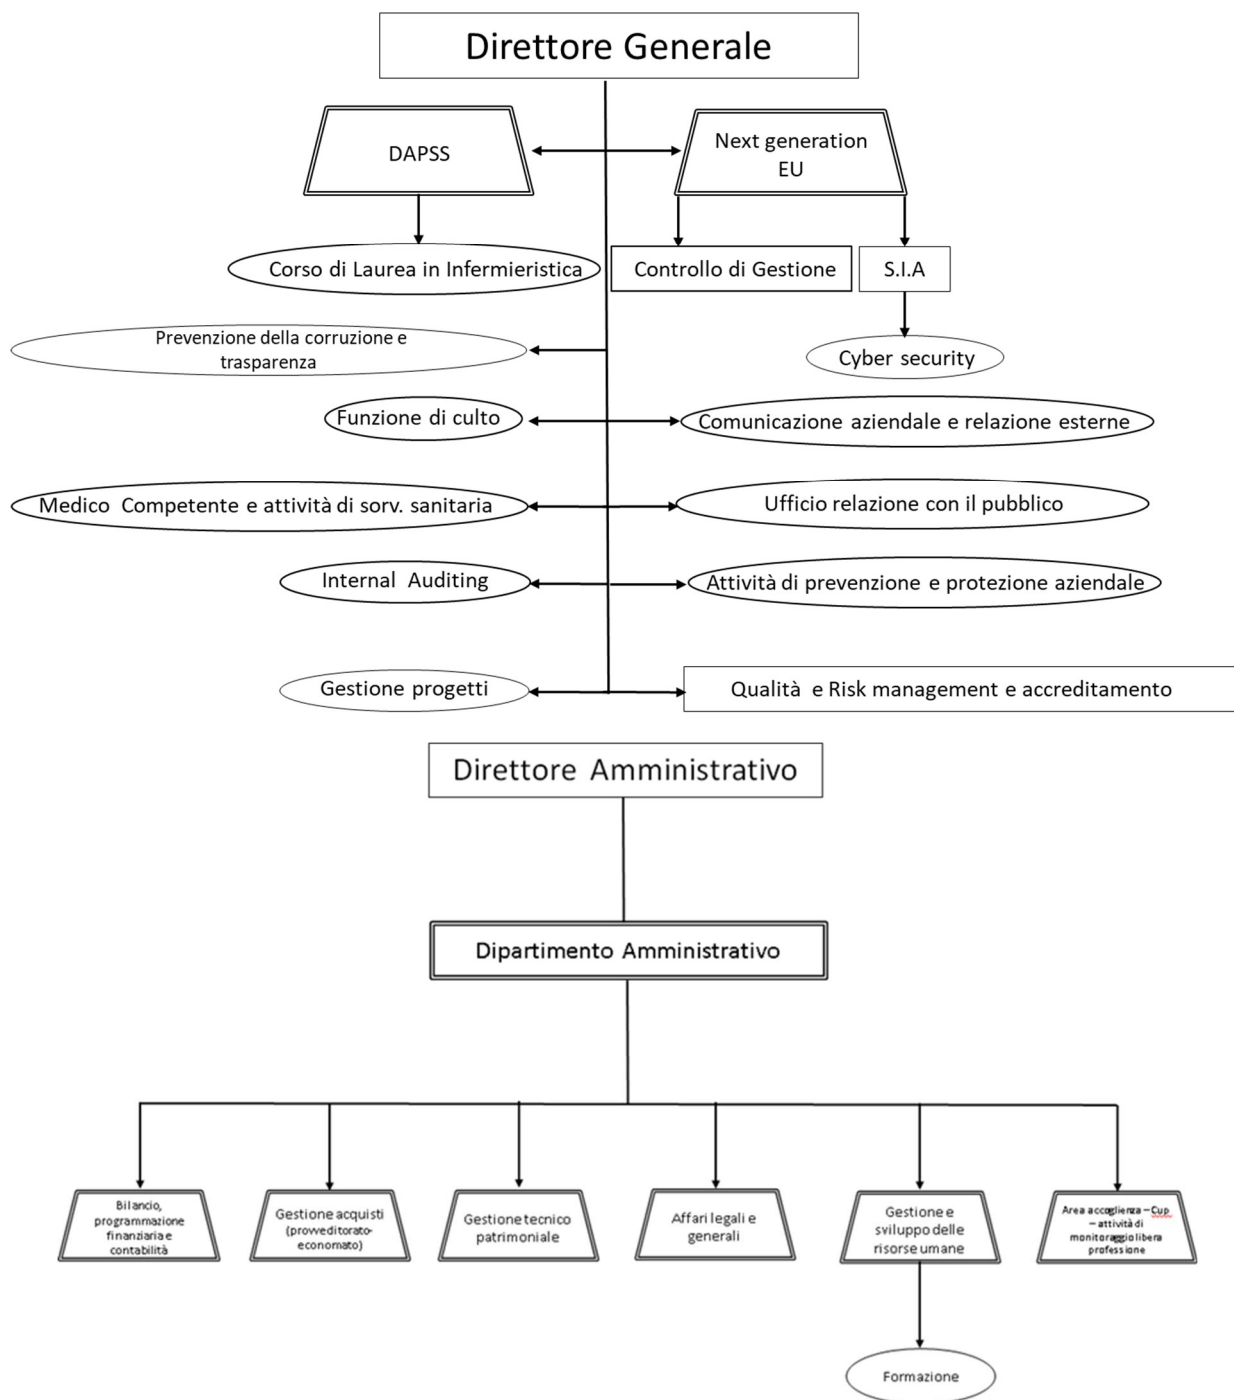 Direttore Generale
DAPSS
Next generation
EU
Corso di Laurea in Infermieristica
Controllo di Gestione
S.I.A
Prevenzione della corruzione e
trasparenza
Cyber security
Funzione di culto
Comunicazione aziendale e relazione esterne
Medico Competente e attività di sorv. sanitaria
Ufficio relazione con il pubblico
Internal Auditing
Attività di prevenzione e protezione aziendale
Gestione progetti
Qualità e Risk management e accreditamento
Direttore Amministrativo
Dipartimento Amministrativo
Bilancio,
programmazione
finanziaria e
contabilità
Gestione acquisti
(provveditorato-
economato)
Gestione tecnico
patrimoniale
Affari legali e
generali
Gestione e
sviluppo delle
risorse umane
Area accoglienza – Cup
– attività di
monitoraggio libera
professione
Formazione